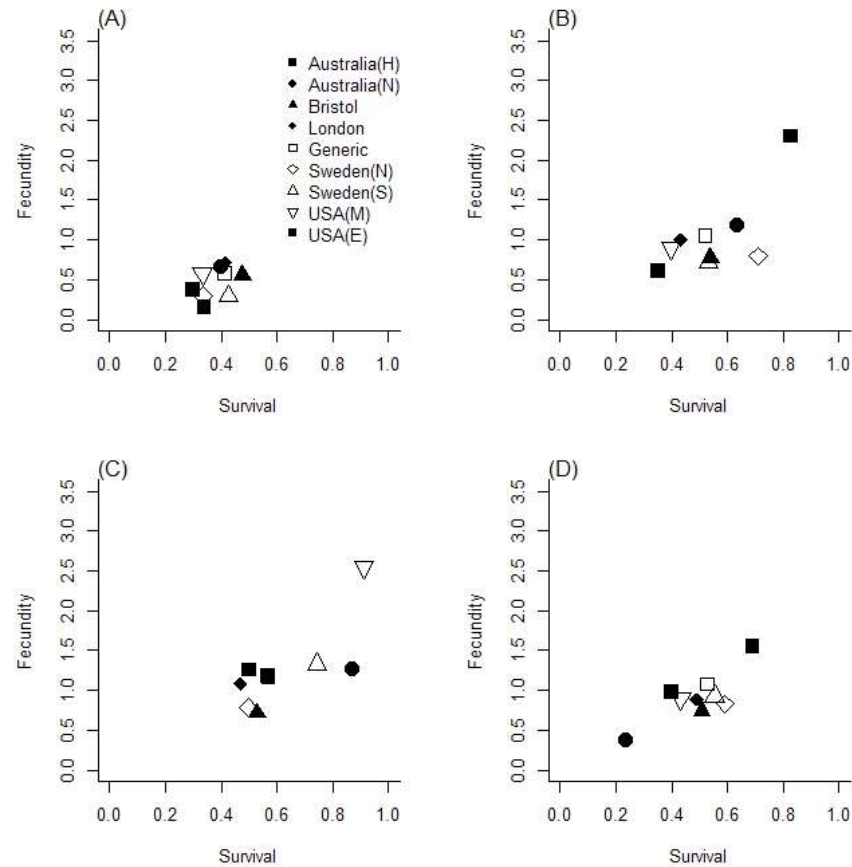 (A)
3.5
3.0
2.5
2.0
1.5
1.0
0.5
0.0
Fecundity
Australia(H)
Australia(N)
Bristol
London
Generic
Sweden(N)
Sweden(S)
USA(M)
USA(E)
0.0 0.2 0.4 0.6 0.8 1.0
Survival
(B)
3.5
3.0
2.5
2.0
1.5
1.0
0.5
0.0
Fecundity
0.0 0.2 0.4 0.6 0.8 1.0
Survival
(C)
3.5
3.0
2.5
2.0
1.5
1.0
0.5
0.0
Fecundity
0.0 0.2 0.4 0.6 0.8 1.0
Survival
(D)
3.5
3.0
2.5
2.0
1.5
1.0
0.5
0.0
Fecundity
0.0 0.2 0.4 0.6 0.8 1.0
Survival